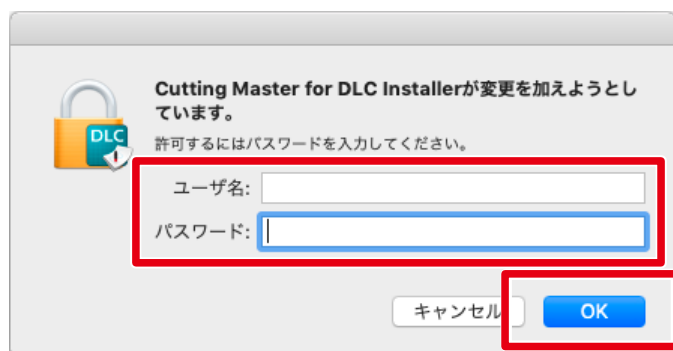 Cutting Master for DLC Installerが変更を加えようとし
ています。
DLC
許可するにはパスワードを入力してください。
ユーザ名:
パスワード:
キャンセル
OK